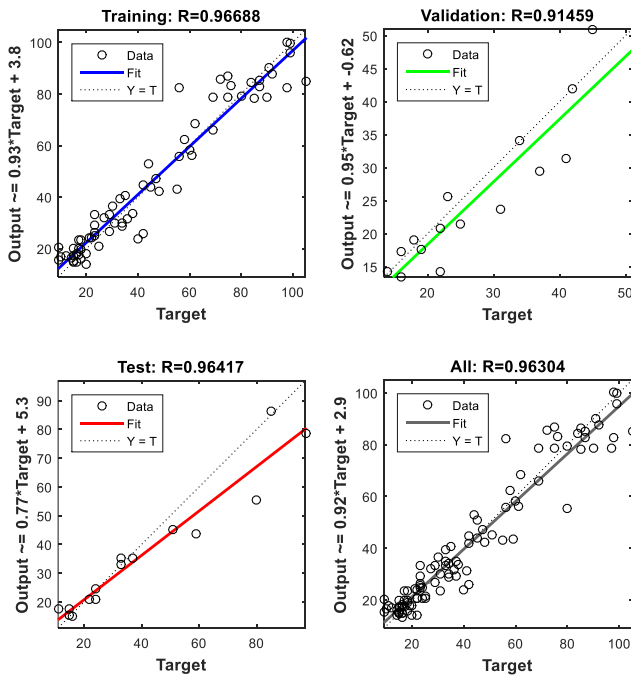 Training: R=0.96688
Output ~= 0.93*Target + 3.8
100
80
60
40
20
Data
Fit
Y = T
20
40
60
80
100
Target
Validation: R=0.91459
Output ~= 0.95*Target + -0.62
50
45
40
35
30
25
20
15
Data
Fit
Y = T
20
30
40
50
Target
Test: R=0.96417
Output ~= 0.77*Target + 5.3
90
80
70
60
50
40
30
20
Data
Fit
Y = T
20
40
60
80
Target
All: R=0.96304
Output ~= 0.92*Target + 2.9
100
80
60
40
20
Data
Fit
Y = T
20
40
60
80
100
Target